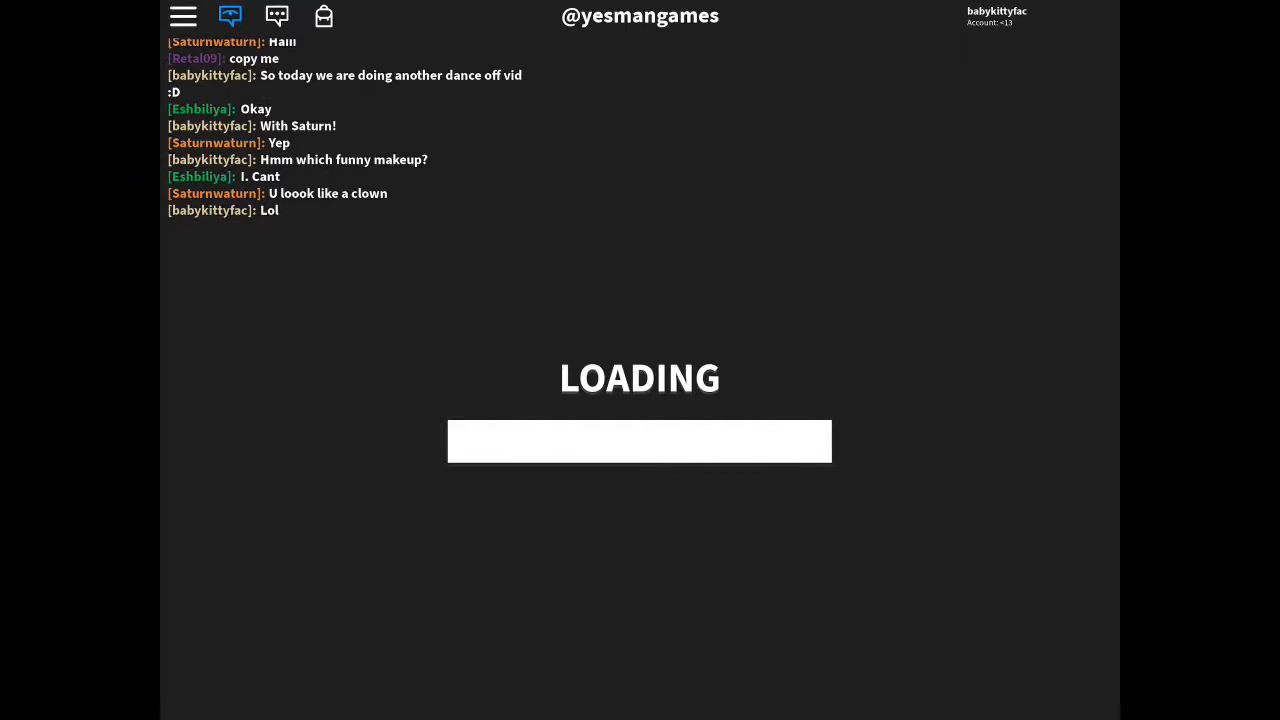 @yesmangames
babykittyfac
Account: <13
[Saturnwaturn]: Haiii
[Retal09]: copy me
[babykittyfac]: So today we are doing another dance off vid
:D
[Eshbiliya]: Okay
[babykittyfac]: With Saturn!
[Saturnwaturn]: Yep
[babykittyfac]: Hmm which funny makeup?
[Eshbiliya]: I. Cant
[Saturnwaturn]: U loook like a clown
[babykittyfac]: Lol
LOADING